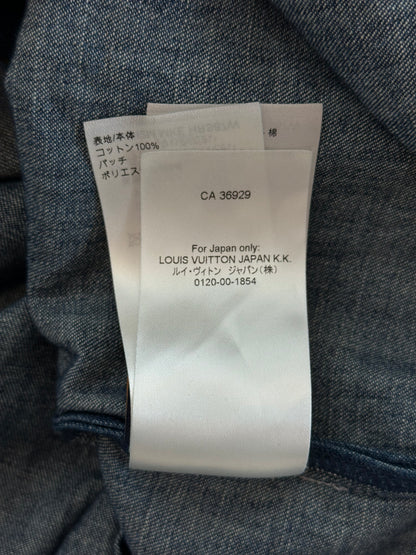 表地/本体
コットン100%
パッチ
ポリエス
棉
CA 36929
For Japan only:
LOUIS VUITTON JAPAN K.K.
ルイ・ヴィトン ジャパン(株)
0120-00-1854